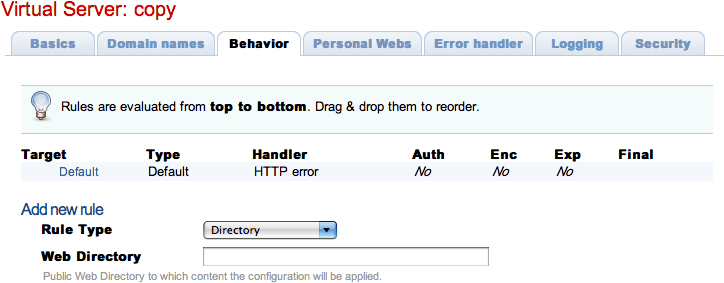 Virtual Server: copy
Basics Domain names Behavior Personal Webs Error handler Logging Security
Rules are evaluated from top to bottom. Drag & drop them to reorder.
Target Type Handler Auth Enc Exp Final
Default Default HTTP error No No No
Add new rule
Rule Type Directory
Web Directory
Public Web Directory to which content the configuration will be applied.